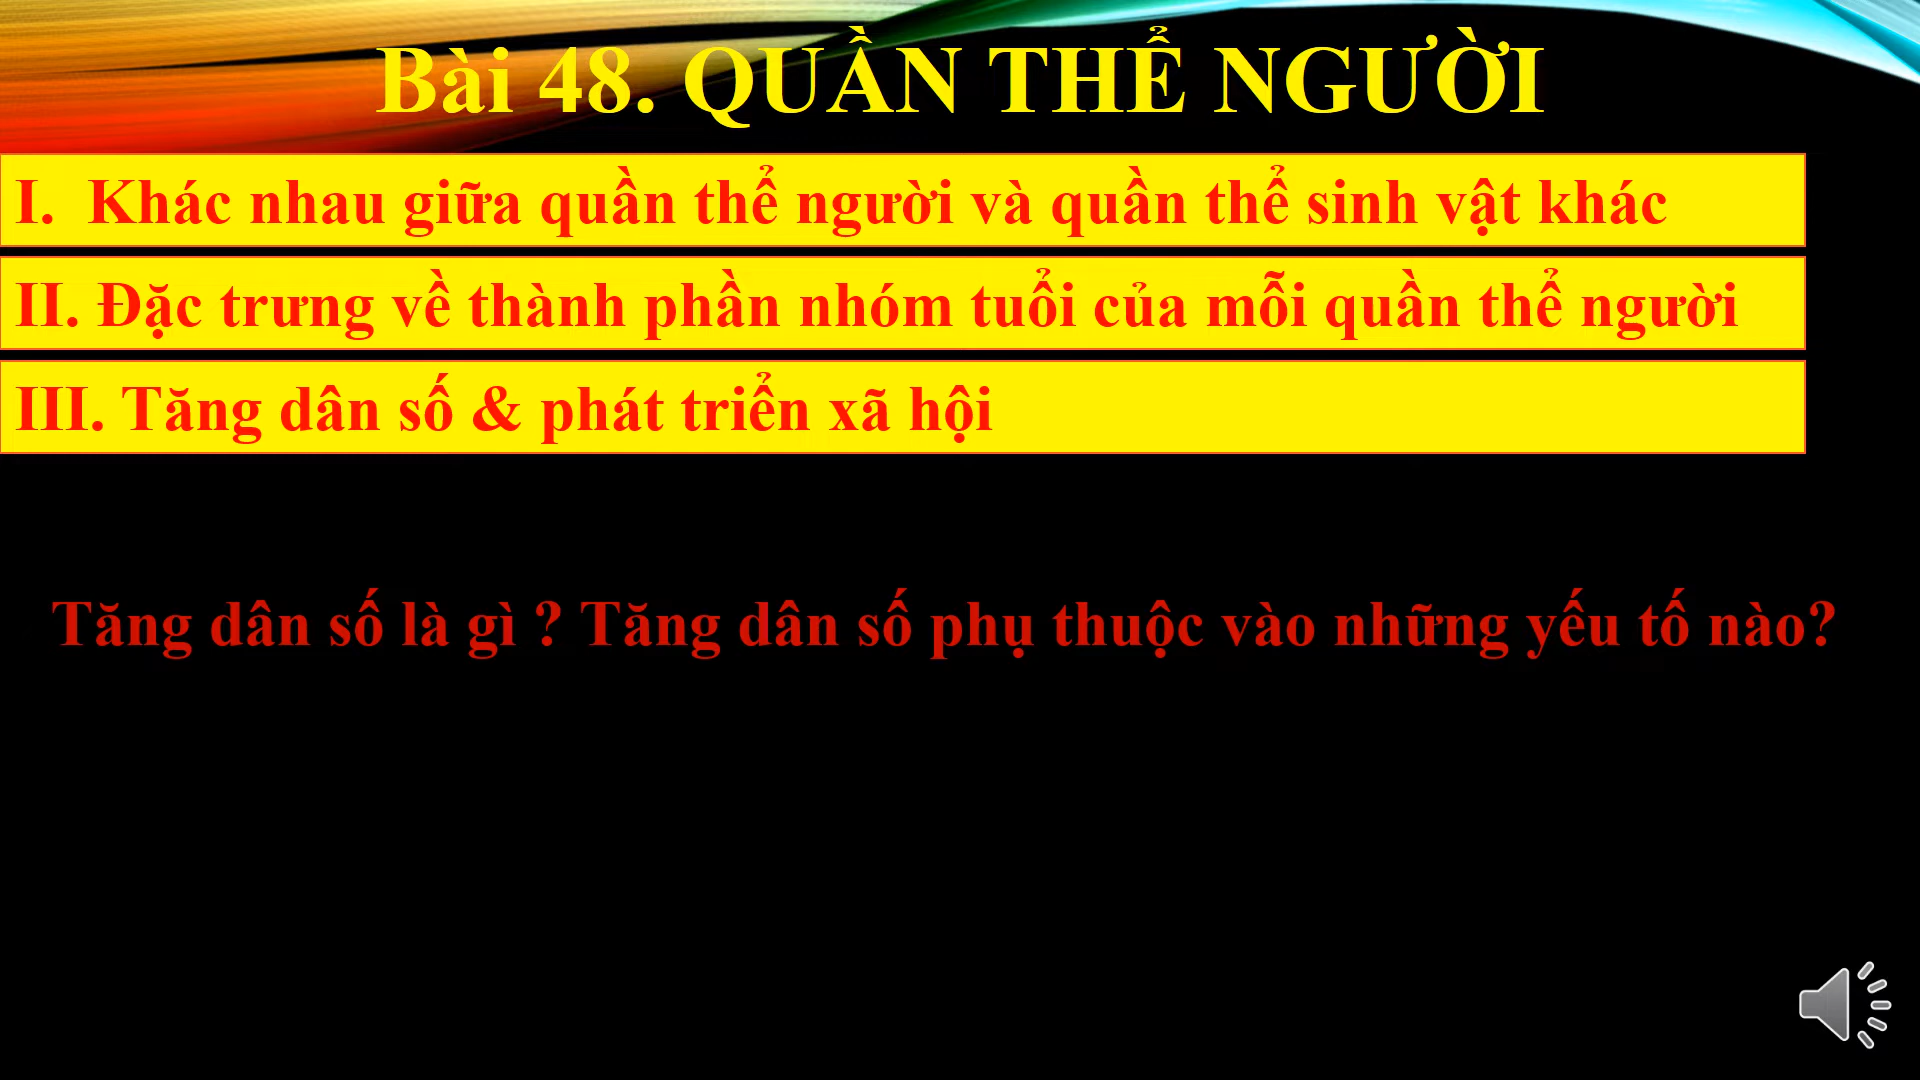 Bài 48. QUẦN THỂ NGƯỜI
I. Khác nhau giữa quần thể người và quần thể sinh vật khác
II. Đặc trưng về thành phần nhóm tuổi của mỗi quần thể người
III. Tăng dân số & phát triển xã hội
Tăng dân số là gì ? Tăng dân số phụ thuộc vào những yếu tố nào?